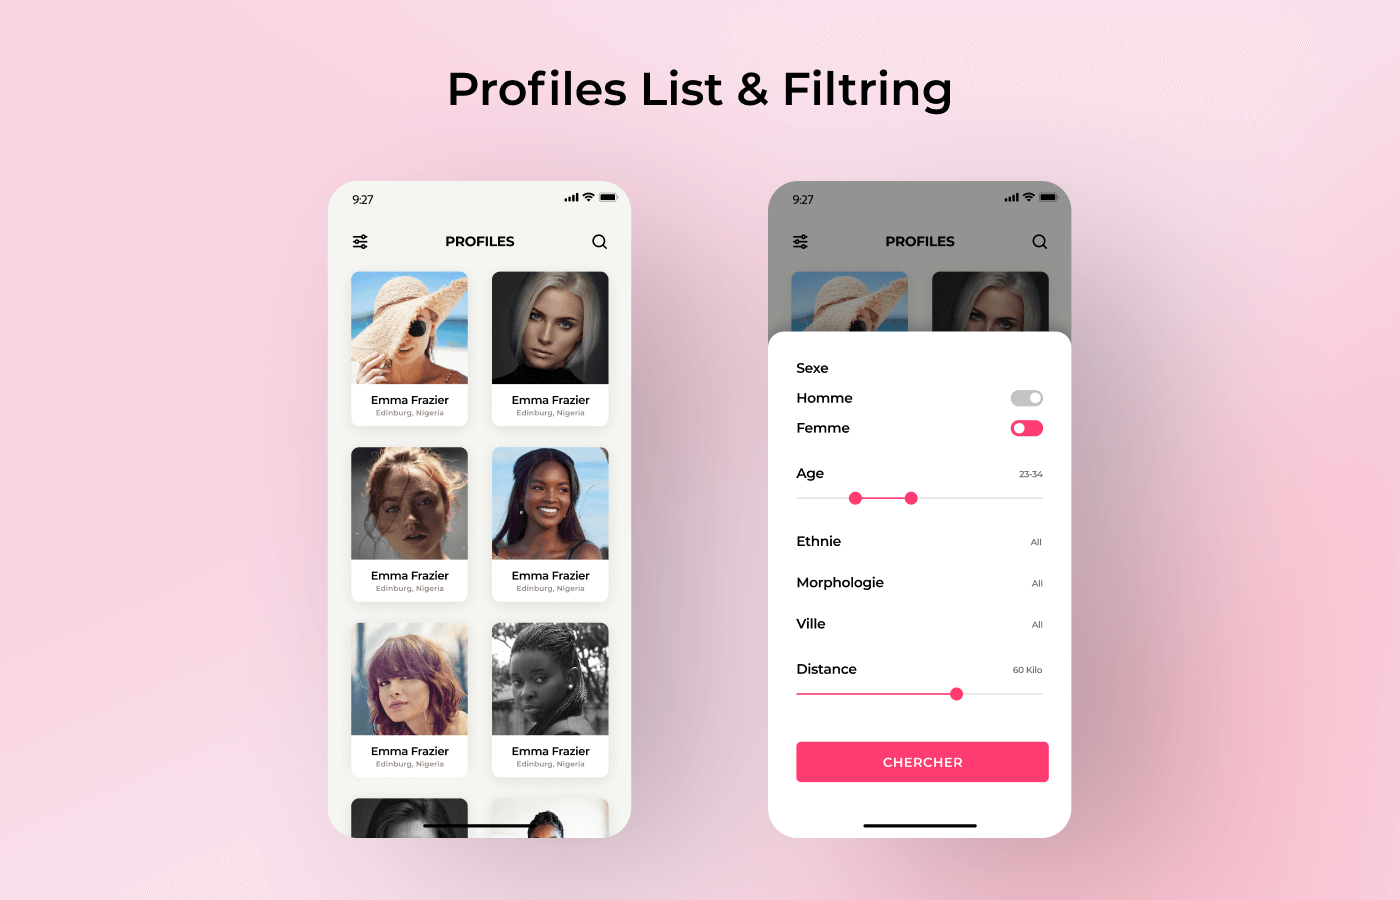 Profiles List & Filtring
9:27
PROFILES
Emma Frazier
Edinburg, Nigeria
Emma Frazier
Edinburg, Nigeria
Emma Frazier
Edinburg, Nigeria
Emma Frazier
Edinburg, Nigeria
Emma Frazier
Edinburg, Nigeria
Emma Frazier
Edinburg, Nigeria
9:27
PROFILES
Sexe
Homme
Femme
Age 23-34
Ethnie All
Morphologie All
Ville All
Distance 60 Kilo
CHERCHER